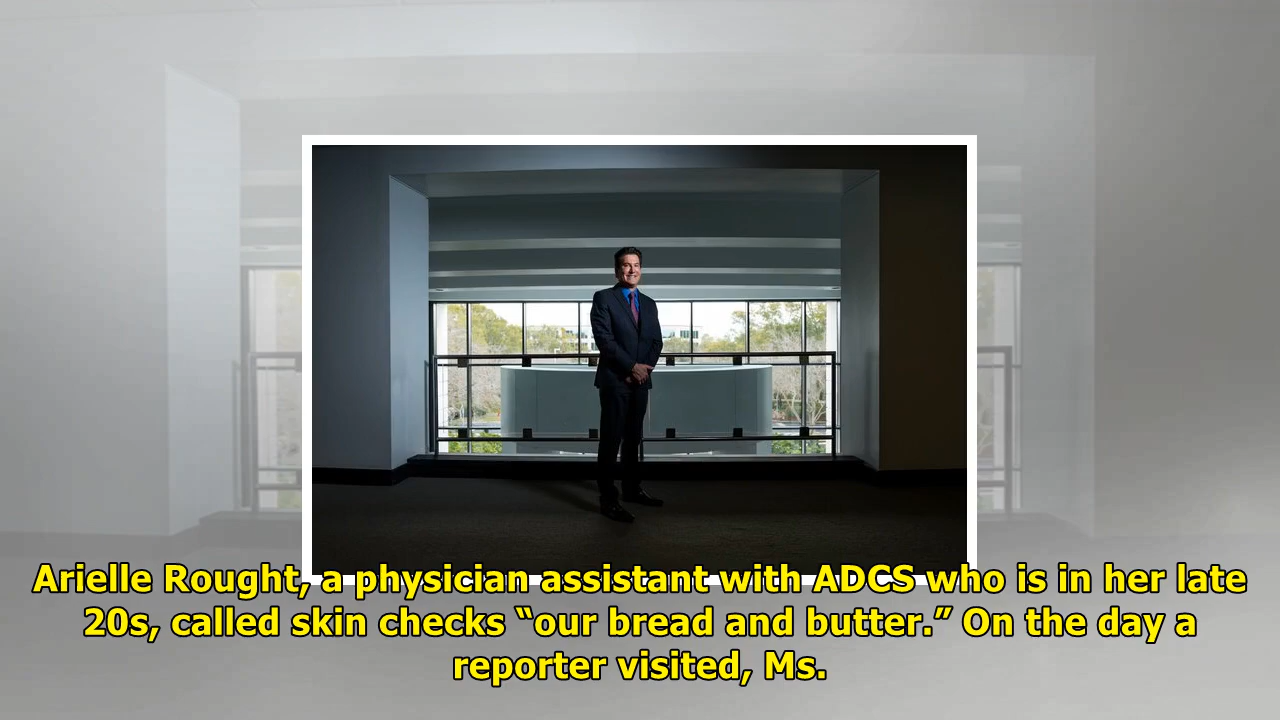 Arielle Rought, a physician assistant with ADCS who is in her late
20s, called skin checks “our bread and butter.” On the day a
reporter visited, Ms.